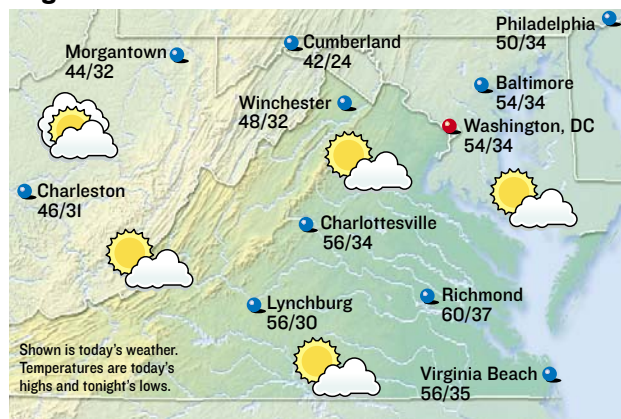 Philadelphia
50/34
Morgantown
44/32
Cumberland
42/24
Baltimore
54/34
Winchester
48/32
Washington, DC
54/34
Charleston
46/31
Charlottesville
56/34
Lynchburg
56/30
Richmond
60/37
Shown is today's weather.
Temperatures are today's
highs and tonight's lows.
Virginia Beach
56/35